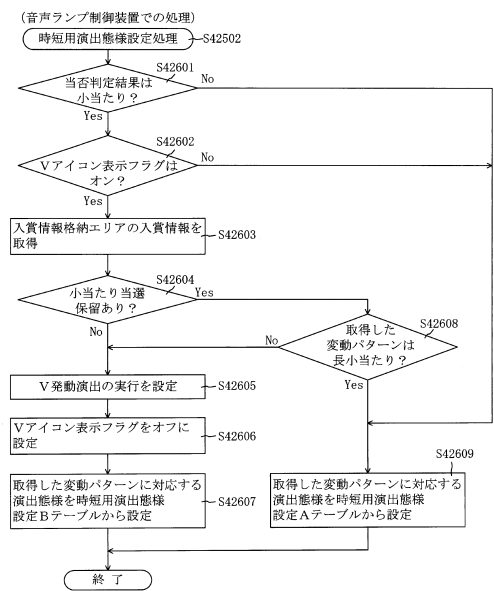 （音声ランプ制御装置での処理）
時短用演出態様設定処理
S42502
S42601
当否判定結果は
小当たり？
No
Yes
S42602
Vアイコン表示フラグは
オン？
No
Yes
入賞情報格納エリアの入賞情報を
取得
S42603
S42604
小当たり当選
保留あり？
Yes
No
S42608
取得した
変動パターンは
長小当たり？
No
Yes
V発動演出の実行を設定
S42605
Vアイコン表示フラグをオフに
設定
S42606
取得した変動パターンに対応する
演出態様を時短用演出態様
設定Bテーブルから設定
S42607
S42609
取得した変動パターンに対応する
演出態様を時短用演出態様
設定Aテーブルから設定
終了